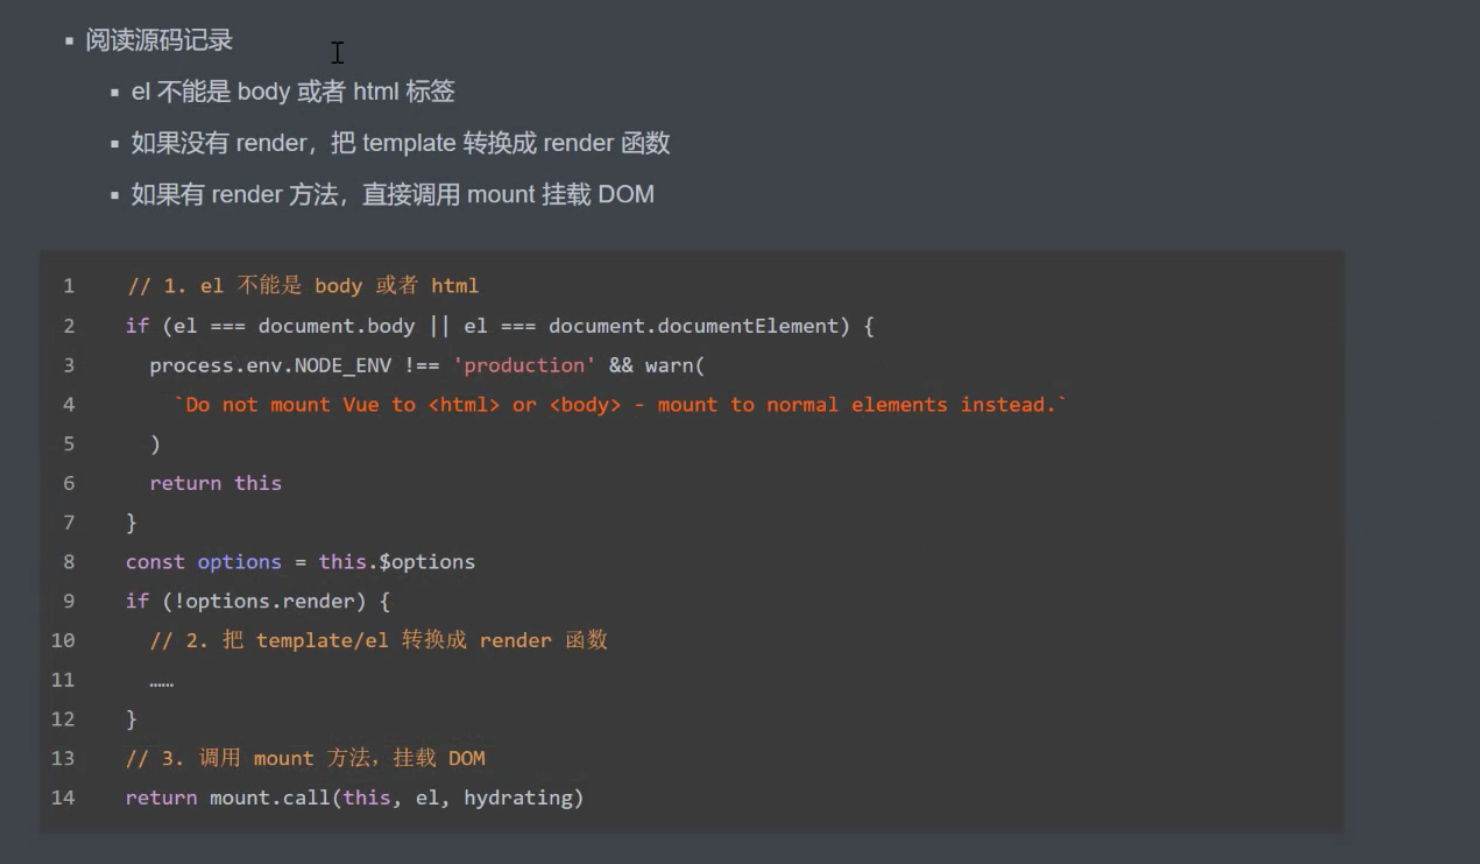 阅读源码记录
el 不能是 body 或者 html 标签
如果没有 render，把 template 转换成 render 函数
如果有 render 方法，直接调用 mount 挂载 DOM
1 // 1. el 不能是 body 或者 html
2 if (el === document.body || el === document.documentElement) {
3 process.env.NODE_ENV !== 'production' && warn(
4 `Do not mount Vue to <html> or <body> - mount to normal elements instead.`
5 )
6 return this
7 }
8 const options = this.$options
9 if (!options.render) {
10 // 2. 把 template/el 转换成 render 函数
11 ……
12 }
13 // 3. 调用 mount 方法，挂载 DOM
14 return mount.call(this, el, hydrating)